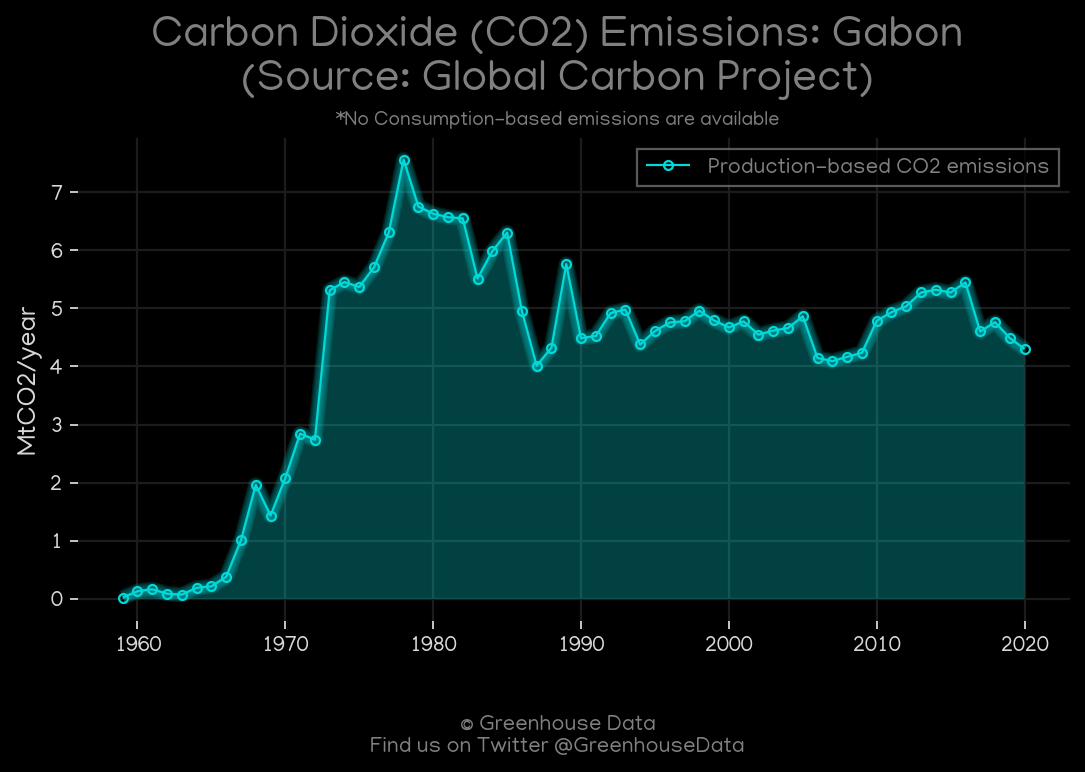 Carbon Dioxide (CO2) Emissions: Gabon
(Source: Global Carbon Project)
*No Consumption-based emissions are available
Production-based CO2 emissions
MtCO2/year
7
6
5
4
3
2
1
0
1960 1970 1980 1990 2000 2010 2020
© Greenhouse Data
Find us on Twitter @GreenhouseData